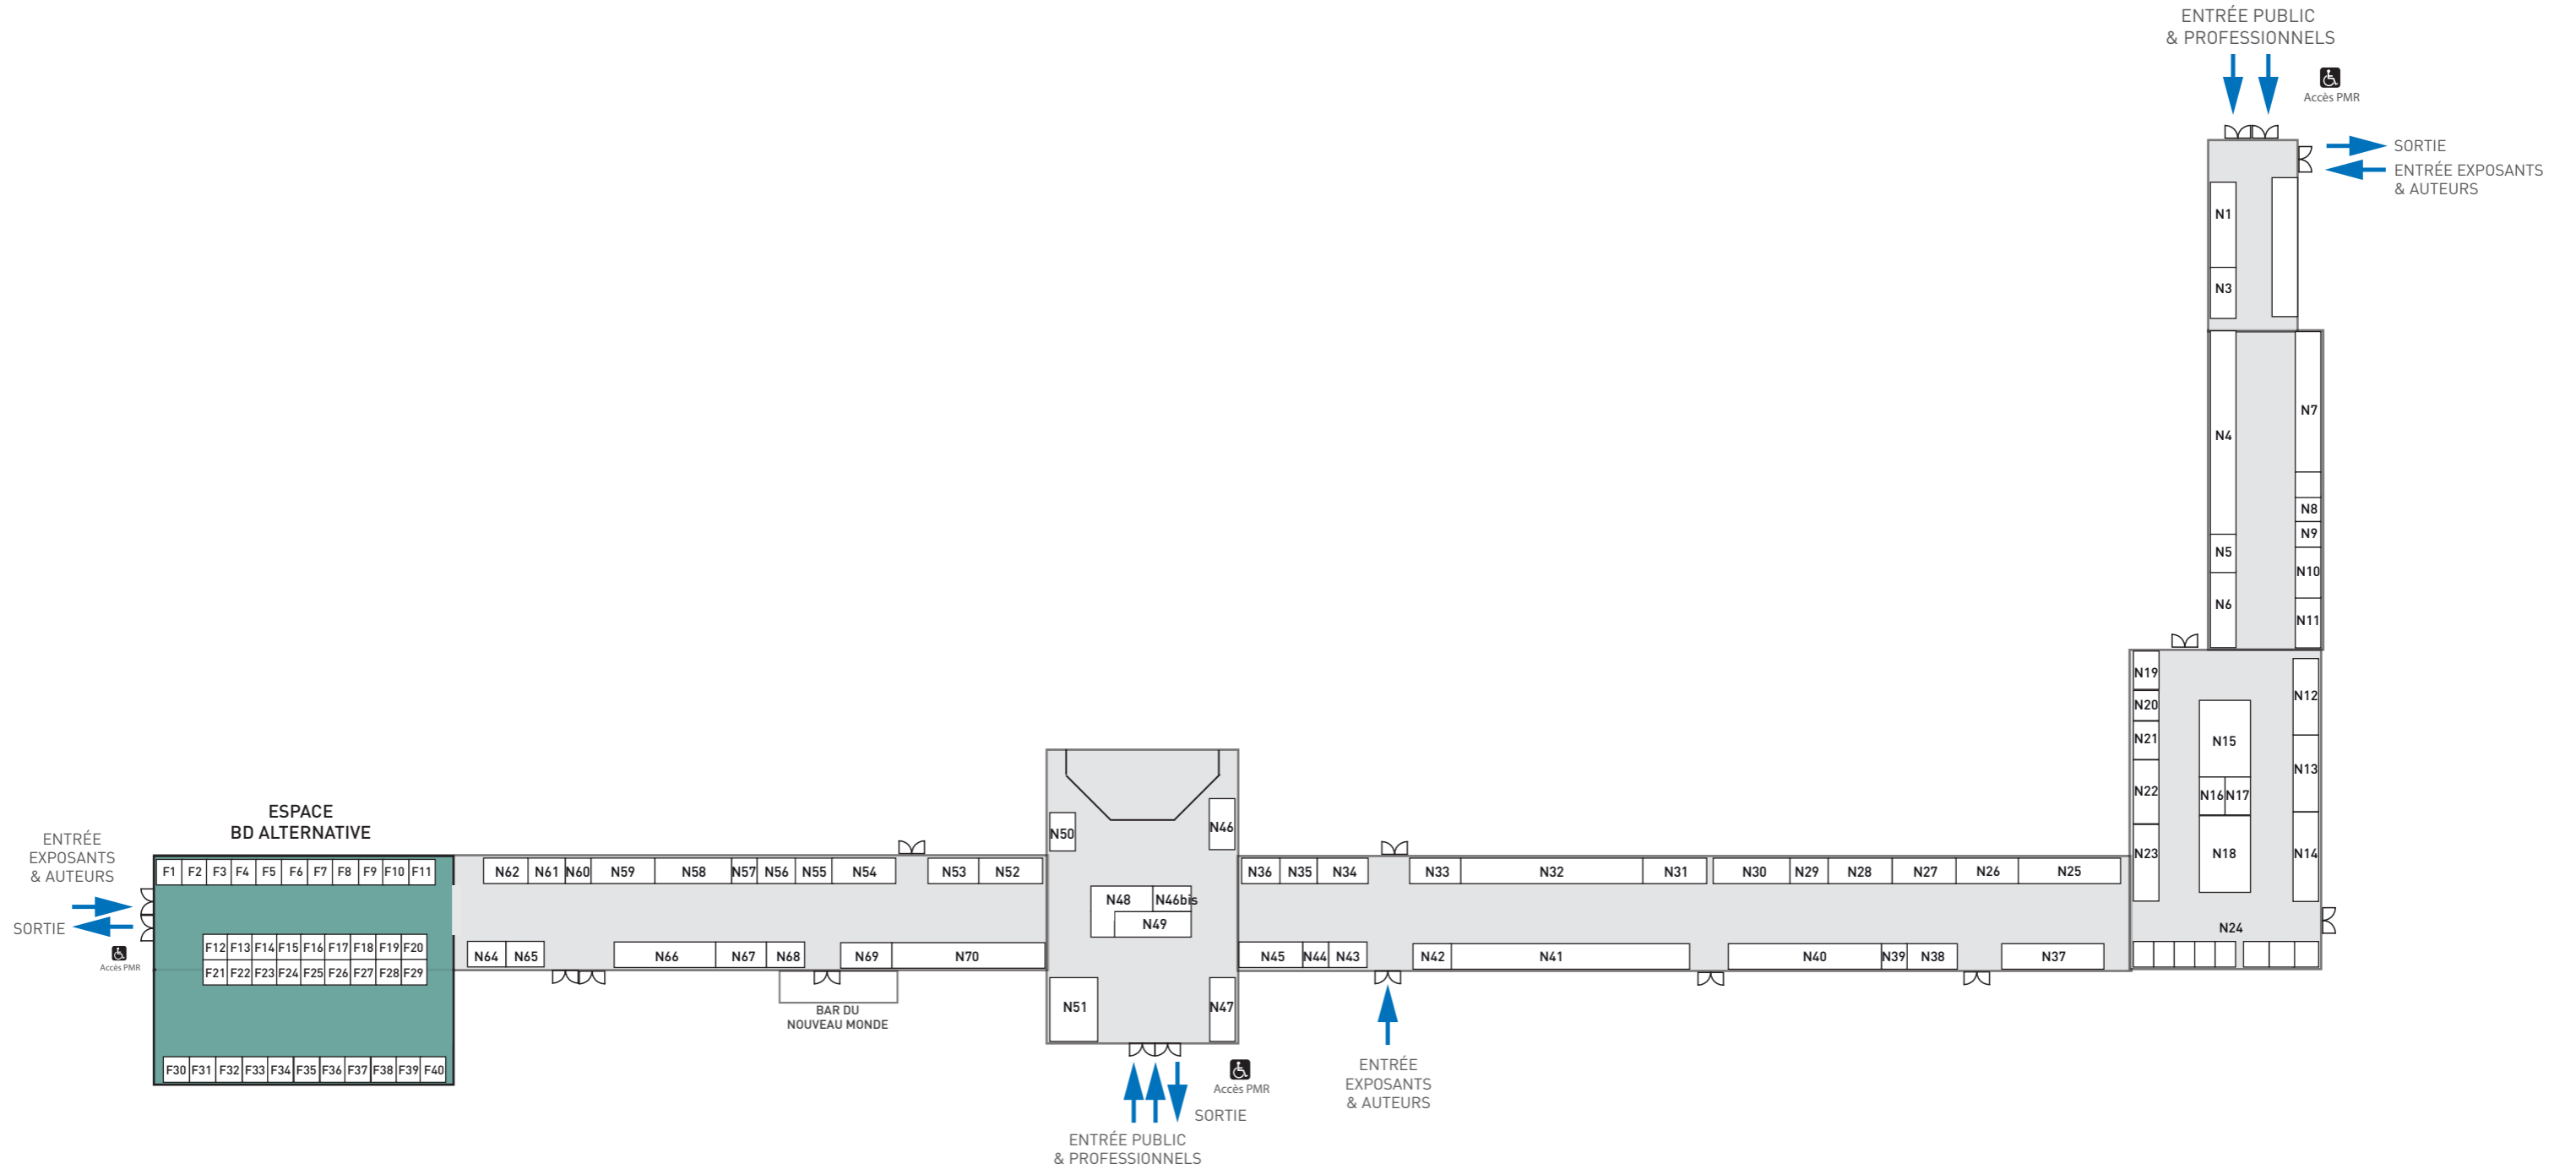 ENTRÉE PUBLIC
& PROFESSIONNELS
Accès PMR
SORTIE
ENTRÉE EXPOSANTS
& AUTEURS
N1
N3
N7
N4
N8
N9
N5
N10
N6
N11
N19
N12
N20
N15
N21
N13
N22
N16 N17
N23
N18
N14
N24
ESPACE
BD ALTERNATIVE
ENTRÉE
EXPOSANTS
& AUTEURS
SORTIE
Accès PMR
F1 F2 F3 F4 F5 F6 F7 F8 F9 F10 F11
F12 F13 F14 F15 F16 F17 F18 F19 F20
F21 F22 F23 F24 F25 F26 F27 F28 F29
F30 F31 F32 F33 F34 F35 F36 F37 F38 F39 F40
N62 N61 N60 N59 N58 N57 N56 N55 N54 N53 N52
N64 N65 N66 N67 N68 N69 N70
BAR DU
NOUVEAU MONDE
N50
N46
N48
N46bis
N49
N51
N47
N36 N35 N34 N33 N32 N31 N30 N29 N28 N27 N26 N25
N45 N44 N43 N42 N41 N40 N39 N38 N37
Accès PMR
SORTIE
ENTRÉE PUBLIC
& PROFESSIONNELS
ENTRÉE
EXPOSANTS
& AUTEURS